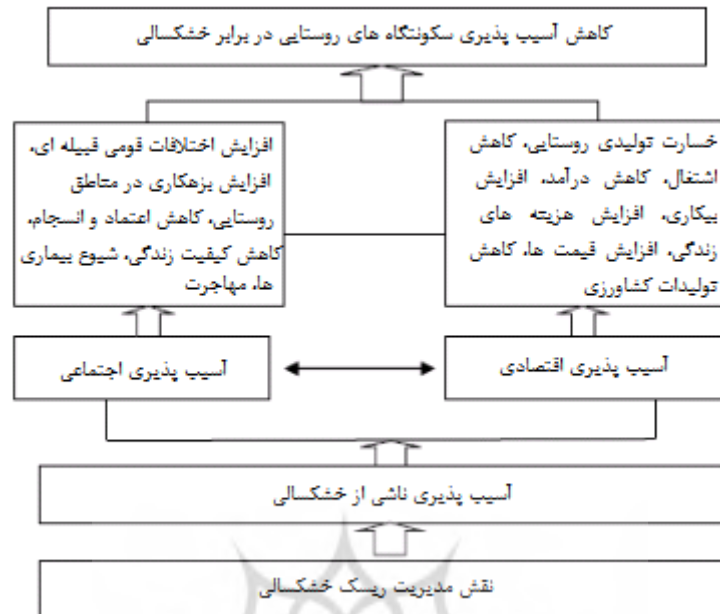 کاهش آسیب پذیری سکونتگاه های روستایی در برابر خشکسالی
خسارت تولیدی روستایی، کاهش
اشتغال، کاهش درآمد، افزایش
بیکاری، افزایش هزینه های
زندگی، افزایش قیمت ها، کاهش
تولیدات کشاورزی
افزایش اختلافات قومی قبیله ای،
افزایش بزهکاری در مناطق
روستایی، کاهش اعتماد و انسجام،
کاهش کیفیت زندگی، شیوع بیماری
ها، مهاجرت
آسیب پذیری اقتصادی
آسیب پذیری اجتماعی
آسیب پذیری ناشی از خشکسالی
نقش مدیریت ریسک خشکسالی